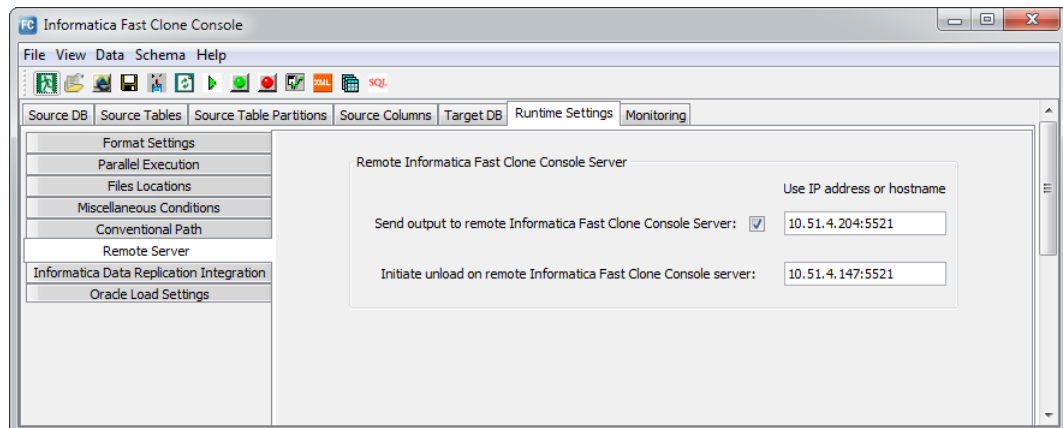 FC Informatica Fast Clone Console
File View Data Schema Help
XML SQL
Source DB Source Tables Source Table Partitions Source Columns Target DB Runtime Settings Monitoring
Format Settings
Parallel Execution
Files Locations
Miscellaneous Conditions
Conventional Path
Remote Server
Informatica Data Replication Integration
Oracle Load Settings
Remote Informatica Fast Clone Console Server
Use IP address or hostname
Send output to remote Informatica Fast Clone Console Server: 10.51.4.204:5521
Initiate unload on remote Informatica Fast Clone Console server: 10.51.4.147:5521